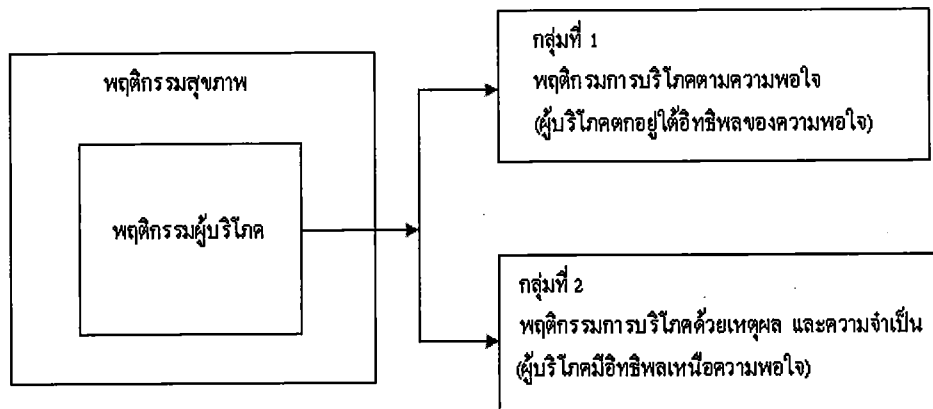 พฤติกรรมสุขภาพ
พฤติกรรมผู้บริโภค
กลุ่มที่ 1
พฤติกรรมการบริโภคตามความพอใจ
(ผู้บริโภคตกอยู่ใต้อิทธิพลของความพอใจ)
กลุ่มที่ 2
พฤติกรรมการบริโภคด้วยเหตุผล และความจำเป็น
(ผู้บริโภคมีอิทธิพลเหนือความพอใจ)